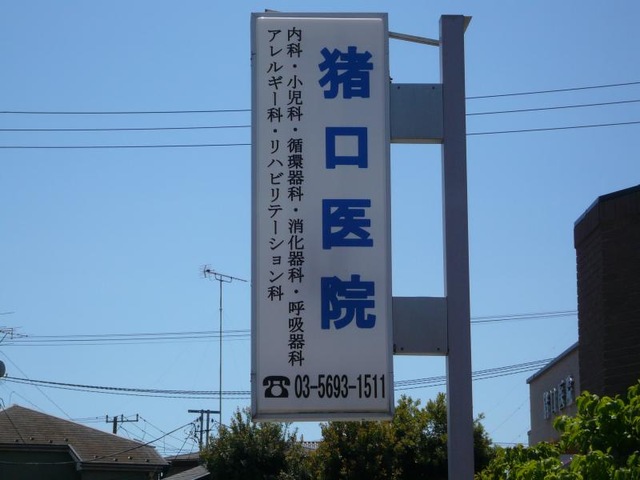 猪口医院
内科・小児科・循環器科・消化器科・呼吸器科
アレルギー科・リハビリテーション科
☎ 03-5693-1511